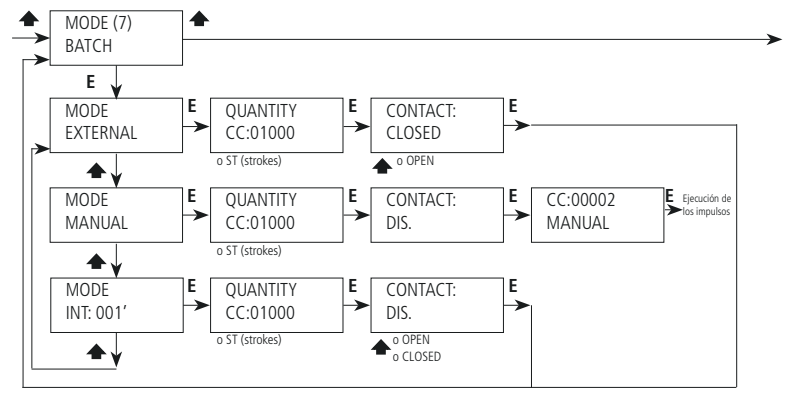 MODE (7)
BATCH
E
MODE
EXTERNAL
E
QUANTITY
CC:01000
o ST (strokes)
E
CONTACT:
CLOSED
o OPEN
E
MODE
MANUAL
E
QUANTITY
CC:01000
o ST (strokes)
E
CONTACT:
DIS.
E
CC:00002
MANUAL
E
Ejecución de
los impulsos
MODE
INT: 001’
E
QUANTITY
CC:01000
o ST (strokes)
E
CONTACT:
DIS.
o OPEN
o CLOSED
E